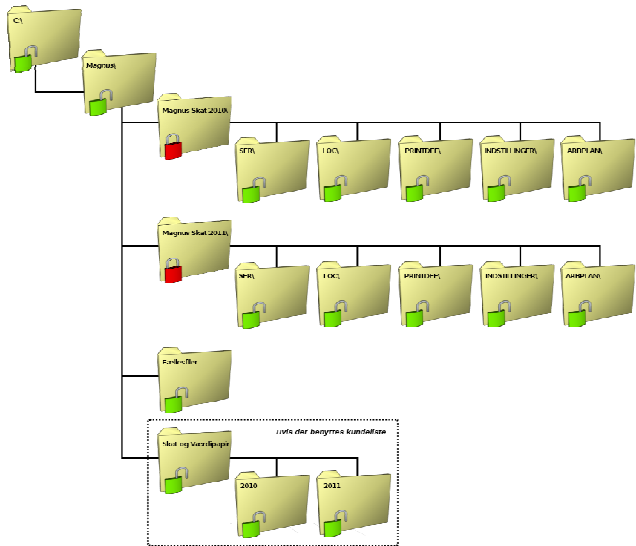 C:\
Magnus\
Magnus Skat 2010\
SER\
LOC\
PRINTDEF\
INDSTILLINGER\
ARBPLAN\
Magnus Skat 2011\
SER\
LOC\
PRINTDEF\
INDSTILLINGER\
ARBPLAN\
Fællesfiler
Hvis der benyttes kundeliste
Skat og Værdipapir
2010
2011